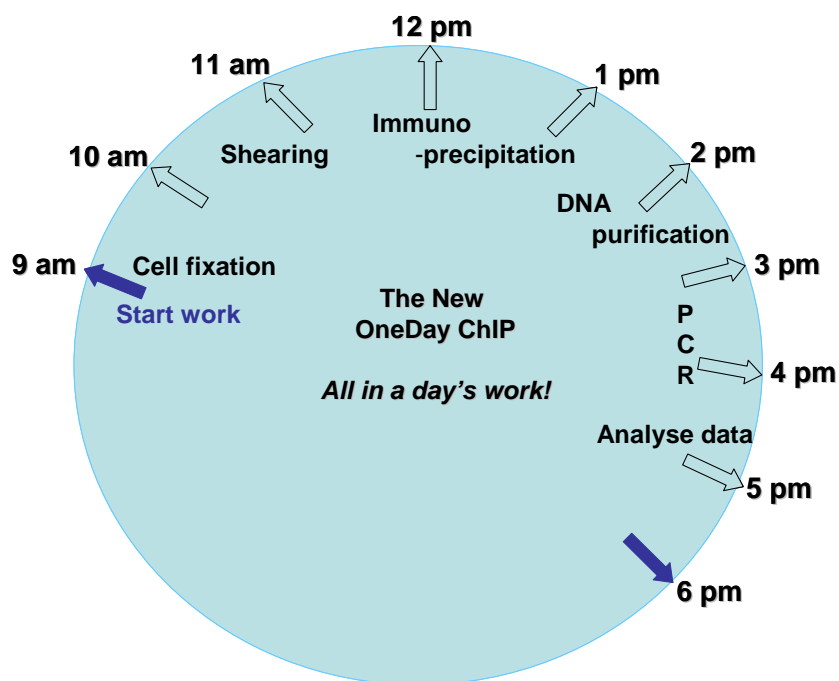 12 pm
11 am
1 pm
Immuno
-precipitation
Shearing
10 am
2 pm
DNA
purification
9 am
Cell fixation
3 pm
Start work
The New
OneDay ChIP
P
C
R
4 pm
All in a day's work!
Analyse data
5 pm
6 pm